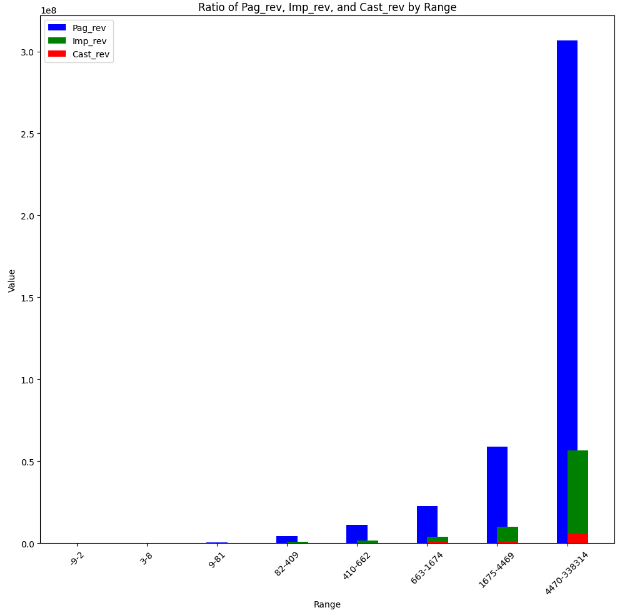 Ratio of Pag_rev, Imp_rev, and Cast_rev by Range
1e8
Pag_rev
Imp_rev
Cast_rev
3.0
2.5
2.0
1.5
1.0
0.5
0.0
Value
-9-2
3-8
9-81
82-409
410-662
663-1674
1675-4469
4470-338314
Range